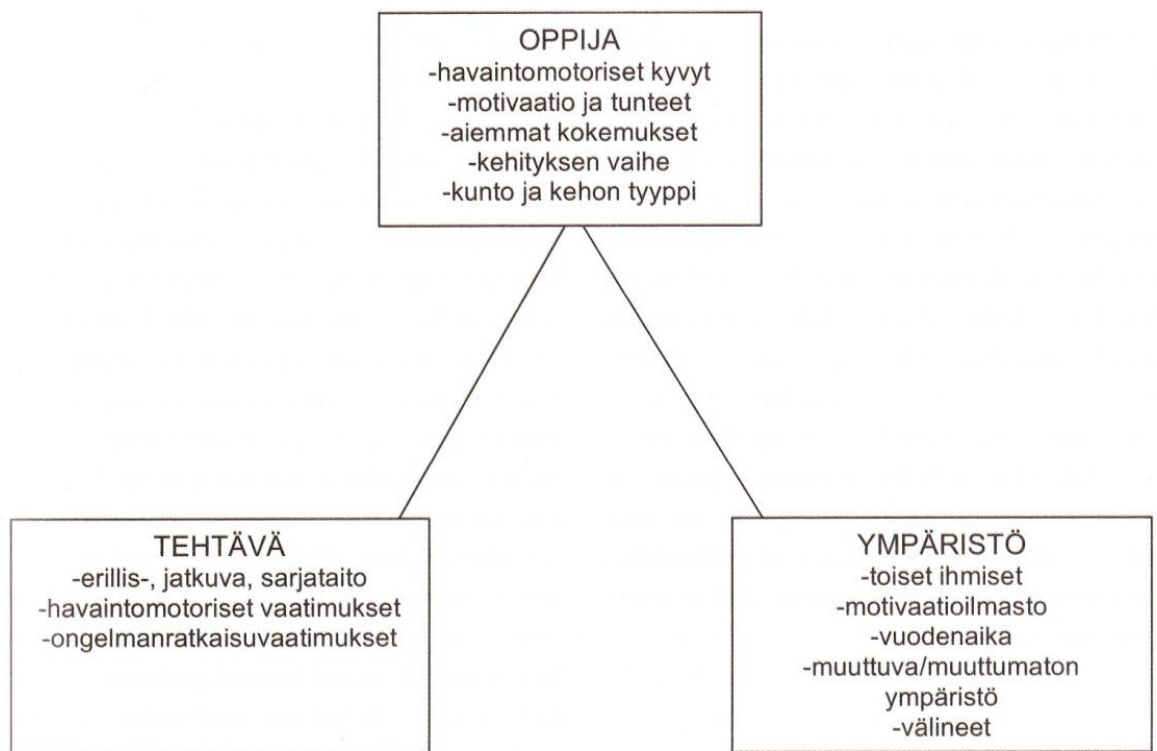 OPPIJA
-havaintomotoriset kyvyt
-motivaatio ja tunteet
-aiemmat kokemukset
-kehityksen vaihe
-kunto ja kehon tyyppi
TEHTÄVÄ
-erillis-, jatkuva, sarjataito
-havaintomotoriset vaatimukset
-ongelmanratkaisuvaatimukset
YMPÄRISTÖ
-toiset ihmiset
-motivaatioilmasto
-vuodenaika
-muuttuva/muuttumaton
ympäristö
-välineet